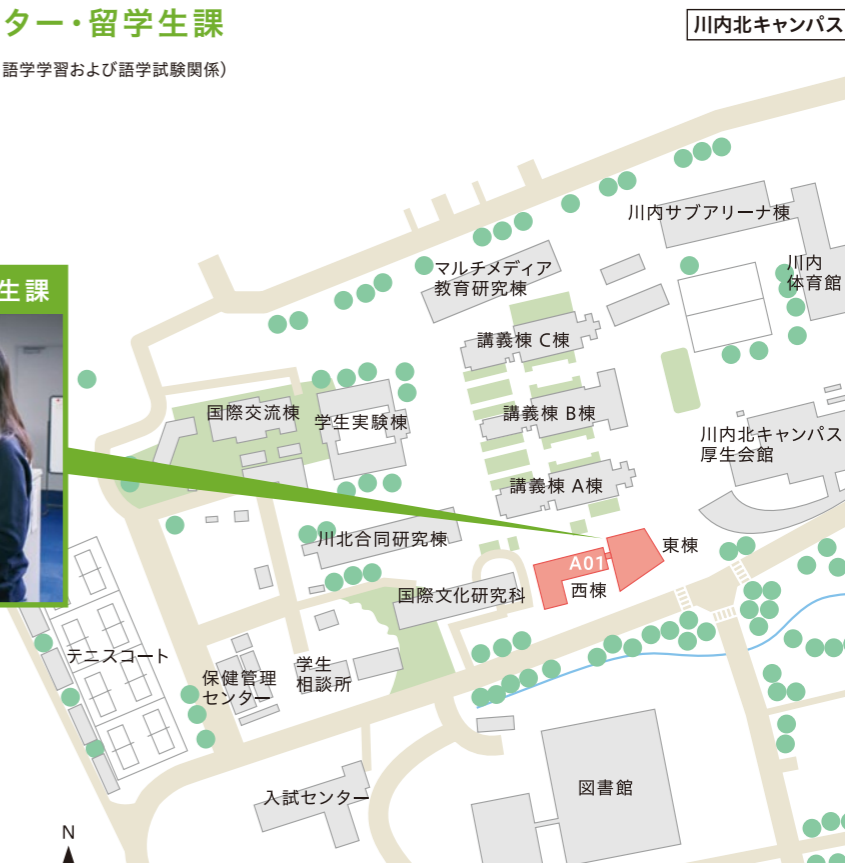 ター・留学生課
川内北キャンパス
語学学習および語学試験関係)
川内サブアリーナ棟
マルチメディア
教育研究棟
川内
体育館
生課
講義棟 C棟
国際交流棟
学生実験棟
講義棟 B棟
川内北キャンパス
厚生会館
講義棟 A棟
川北合同研究棟
東棟
A01
西棟
国際文化研究科
テニスコート
学生
相談所
保健管理
センター
図書館
入試センター
N